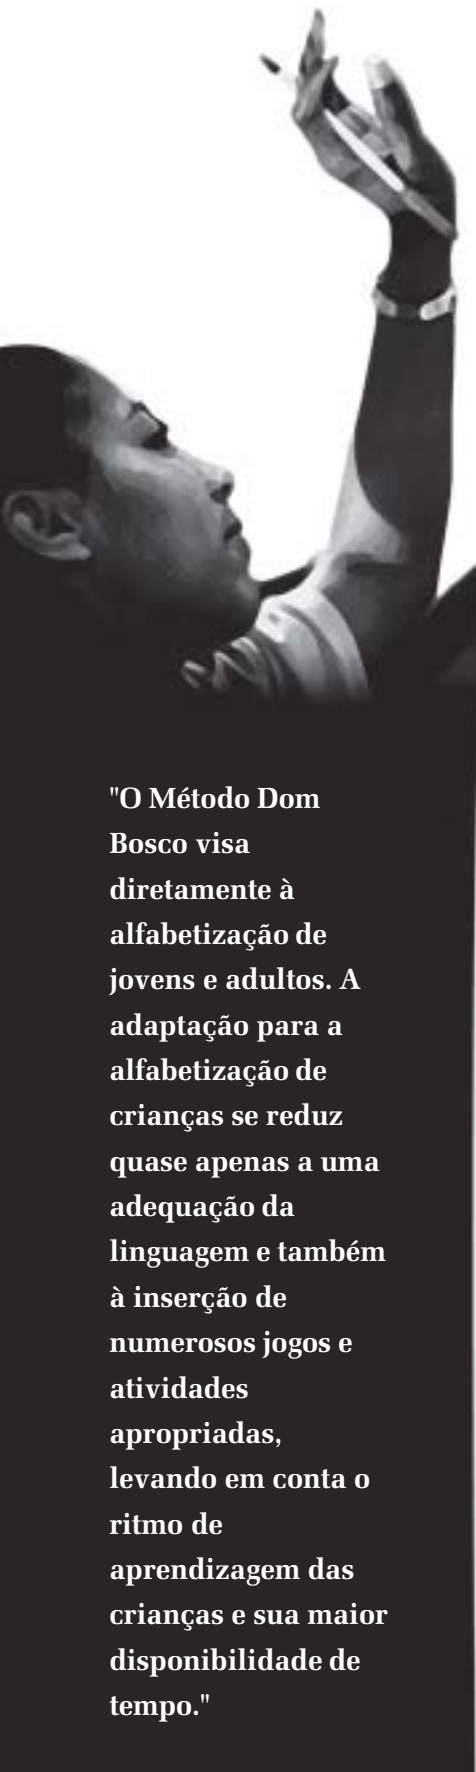 "O Método Dom
Bosco visa
diretamente à
alfabetização de
jovens e adultos. A
adaptação para a
alfabetização de
crianças se reduz
quase apenas a uma
adequação da
linguagem e também
à inserção de
numerosos jogos e
atividades
apropriadas,
levando em conta o
ritmo de
aprendizagem das
crianças e sua maior
disponibilidade de
tempo."